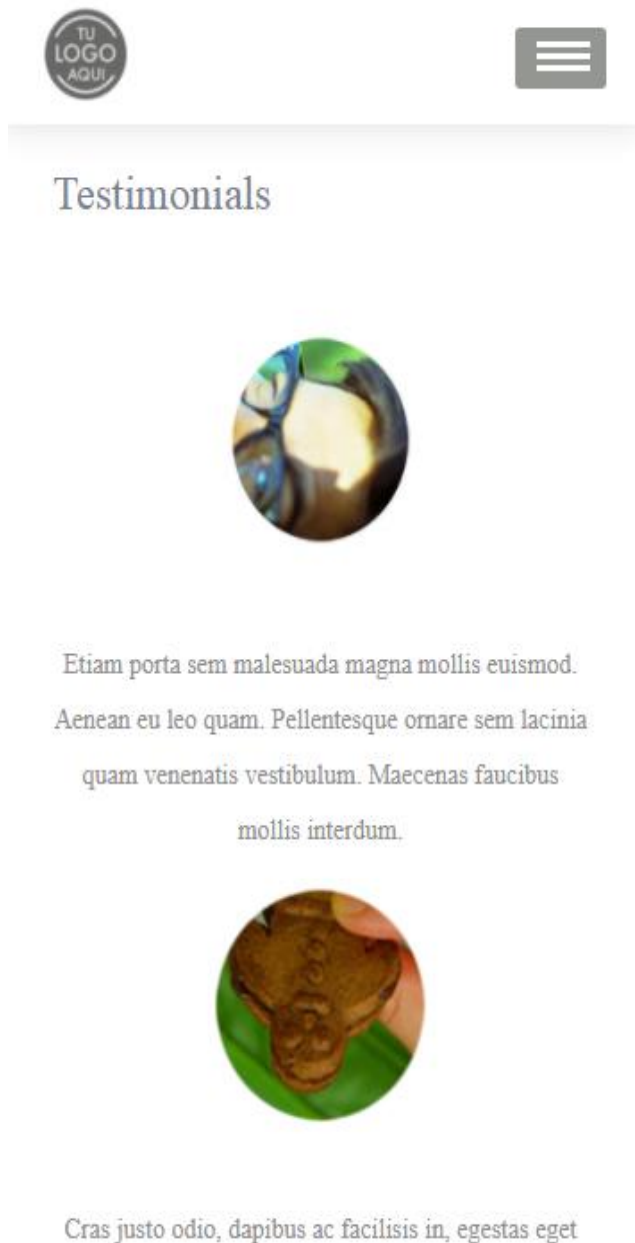 TU
LOGO
AQUI
Testimonials
Etiam porta sem malesuada magna mollis euismod.
Aenean eu leo quam. Pellentesque ornare sem lacinia
quam venenatis vestibulum. Maecenas faucibus
mollis interdum.
Cras justo odio, dapibus ac facilisis in, egestas eget